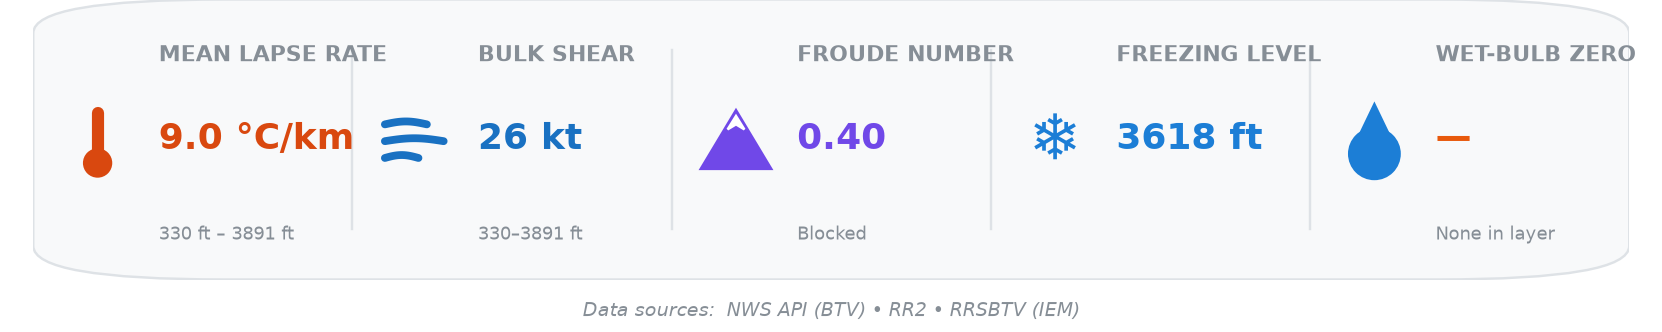 MEAN LAPSE RATE
9.0 °C/km
330 ft – 3891 ft
BULK SHEAR
26 kt
330–3891 ft
FROUDE NUMBER
0.40
Blocked
FREEZING LEVEL
3618 ft
WET-BULB ZERO
—
None in layer
Data sources:  NWS API (BTV) • RR2 • RRSBTV (IEM)